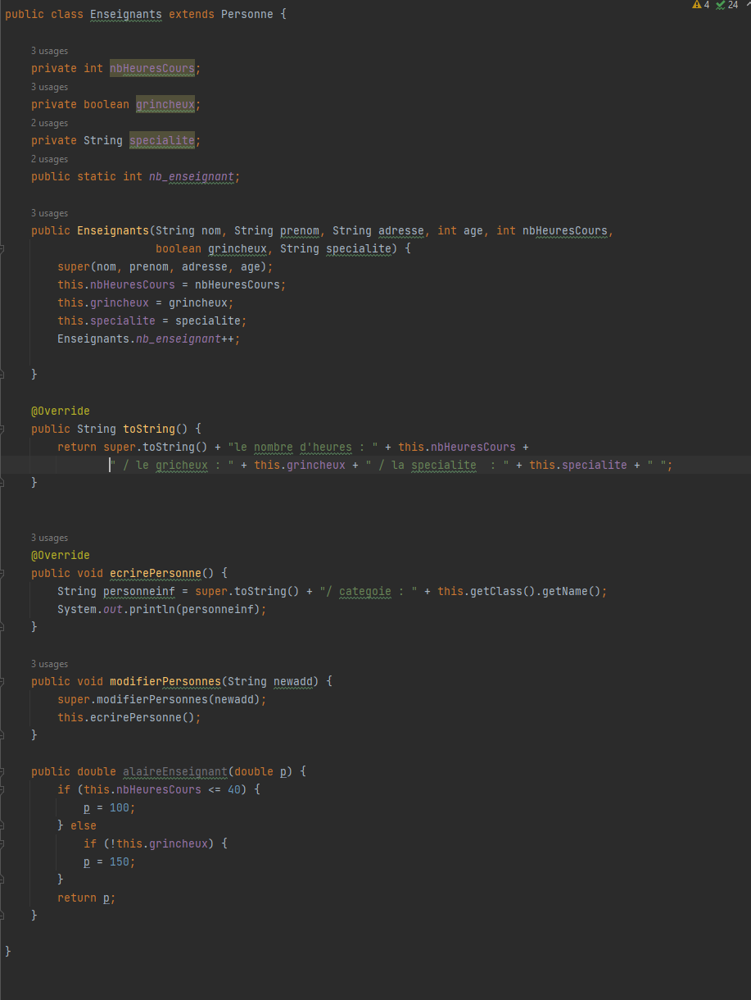 public class Enseignants extends Personne {
4 24
3 usages
private int nbHeuresCours;
3 usages
private boolean grincheux;
2 usages
private String specialite;
2 usages
public static int nb_enseignant;
3 usages
public Enseignants(String nom, String prenom, String adresse, int age, int nbHeuresCours,
boolean grincheux, String specialite) {
super(nom, prenom, adresse, age);
this.nbHeuresCours = nbHeuresCours;
this.grincheux = grincheux;
this.specialite = specialite;
Enseignants.nb_enseignant++;
}
@Override
public String toString() {
return super.toString() + "le nombre d'heures : " + this.nbHeuresCours +
" / le gricheux : " + this.grincheux + " / la specialite  : " + this.specialite + " ";
}
3 usages
@Override
public void ecrirePersonne() {
String personneinf = super.toString() + "/ categoie : " + this.getClass().getName();
System.out.println(personneinf);
}
3 usages
public void modifierPersonnes(String newadd) {
super.modifierPersonnes(newadd);
this.ecrirePersonne();
}
public double alaireEnseignant(double p) {
if (this.nbHeuresCours <= 40) {
p = 100;
} else
if (!this.grincheux) {
p = 150;
}
return p;
}
}